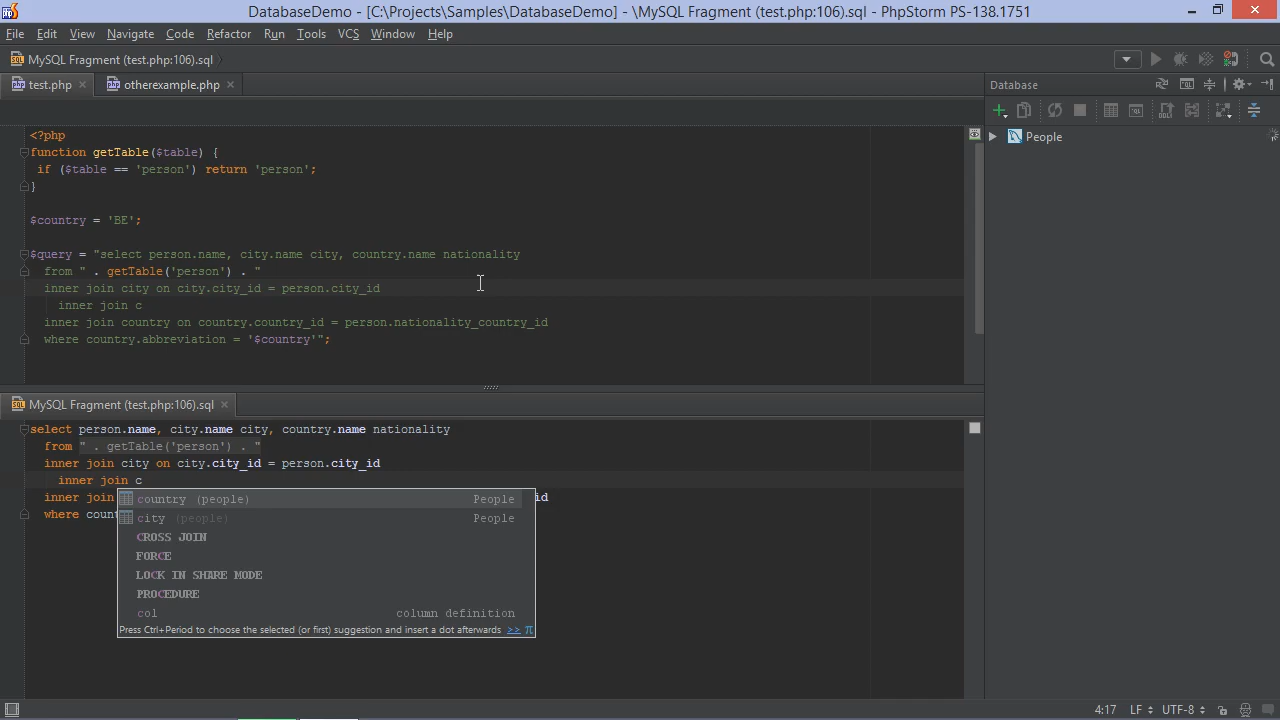 DatabaseDemo - [C:\Projects\Samples\DatabaseDemo] - \MySQL Fragment (test.php:106).sql - PhpStorm PS-138.1751
File Edit View Navigate Code Refactor Run Tools VCS Window Help
MySQL Fragment (test.php:106).sql
test.php otherexample.php
Database
People
<?php
function getTable($table) {
if ($table == 'person') return 'person';
}
$country = 'BE';
$query = "select person.name, city.name city, country.name nationality
from " . getTable('person') . "
inner join city on city.city_id = person.city_id
inner join c
inner join country on country.country_id = person.nationality_country_id
where country.abbreviation = '$country'";
MySQL Fragment (test.php:106).sql
select person.name, city.name city, country.name nationality
from " . getTable('person') . "
inner join city on city.city_id = person.city_id
inner join c
inner join id
where coun
country (people) People
city (people) People
CROSS JOIN
FORCE
LOCK IN SHARE MODE
PROCEDURE
col column definition
Press Ctrl+Period to choose the selected (or first) suggestion and insert a dot afterwards >> π
4:17 LF UTF-8